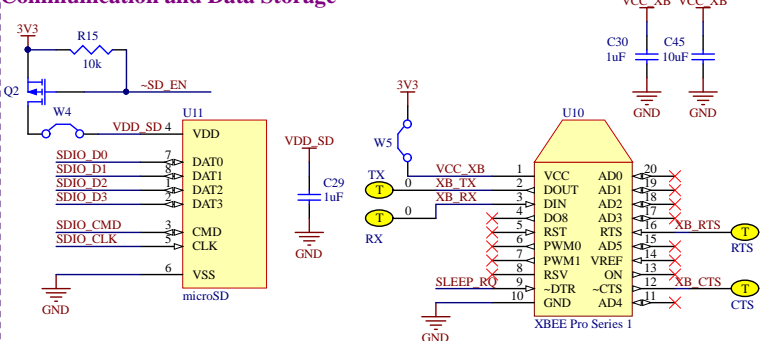 Communication and Data Storage
VCC_XB VCC_XB
3V3
R15
10k
C30
1uF
C45
10uF
GND
GND
Q2
~SD_EN
W4
U11
VDD_SD 4 VDD
SDIO_D0 7 DAT0
SDIO_D1 8 DAT1
SDIO_D2 1 DAT2
SDIO_D3 2 DAT3
SDIO_CMD 3 CMD
SDIO_CLK 5 CLK
6 VSS
GND
microSD
VDD_SD
C29
1uF
GND
3V3
W5
U10
TX
T 0
RX
T 0
VCC_XB 1 VCC
XB_TX 2 DOUT
XB_RX 3 DIN
4 DO8
5 RST
6 PWM0
7 PWM1
8 RSV
SLEEP_RQ 9 ~DTR
10 GND
GND
AD0 20
AD1 19
AD2 18
AD3 17
RTS 16 XB_RTS T
RTS
AD5 15
VREF 14
ON 13
~CTS 12 XB_CTS T
CTS
AD4 11
XBEE Pro Series 1